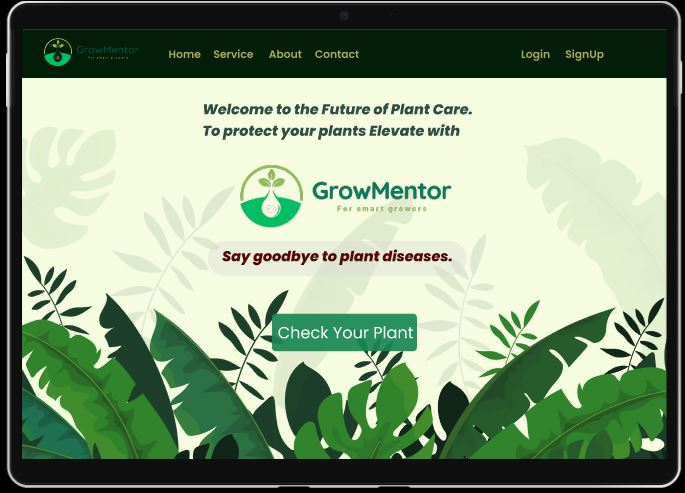 GrowMentor
For smart growers
Home Service About Contact
Login SignUp
Welcome to the Future of Plant Care.
To protect your plants Elevate with
GrowMentor
For smart growers
Say goodbye to plant diseases.
Check Your Plant